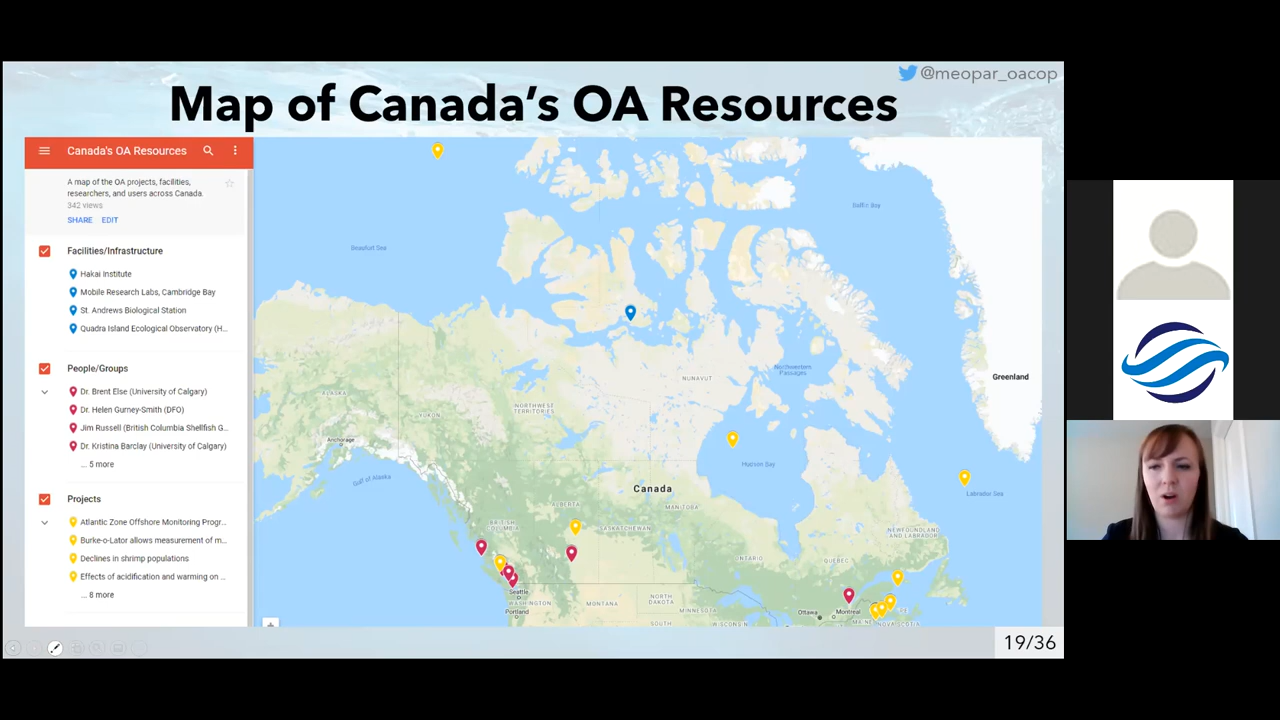 @meopar_oacop
Map of Canada's OA Resources
Canada's OA Resources
A map of the OA projects, facilities,
researchers, and users across Canada.
342 views
SHARE EDIT
Facilities/Infrastructure
Hakai Institute
Mobile Research Labs, Cambridge Bay
St. Andrews Biological Station
Quadra Island Ecological Observatory (H...
People/Groups
Dr. Brent Else (University of Calgary)
Dr. Helen Gurney-Smith (DFO)
Jim Russell (British Columbia Shellfish G...
Dr. Kristina Barclay (University of Calgary)
... 5 more
Projects
Atlantic Zone Offshore Monitoring Progr...
Burke-o-Lator allows measurement of m...
Declines in shrimp populations
Effects of acidification and warming on ...
... 8 more
Baffin Bay
Beaufort Sea
Northwestern
Passages
Greenland
NUNAVUT
ALASKA
YUKON
NORTHWEST
TERRITORIES
Anchorage
Hudson Bay
Gulf of Alaska
Canada
Labrador Sea
ALBERTA
MANITOBA
BRITISH
COLUMBIA
SASKATCHEWAN
NEWFOUNDLAND
AND LABRADOR
ONTARIO
QUEBEC
Seattle
WASHINGTON
MONTANA
NORTH
DAKOTA
MINNESOTA
Ottawa
Montreal
PE
Portland
SOUTH
WISCONSIN
MAINE
NOVA SCOTIA
19/36